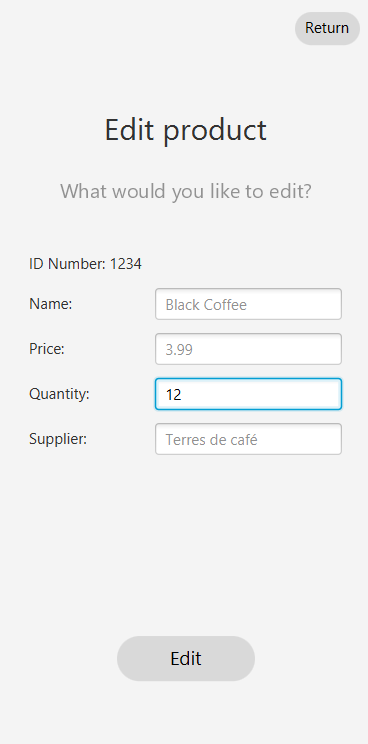 Return
Edit product
What would you like to edit?
ID Number: 1234
Name: Black Coffee
Price: 3.99
Quantity: 12
Supplier: Terres de café
Edit